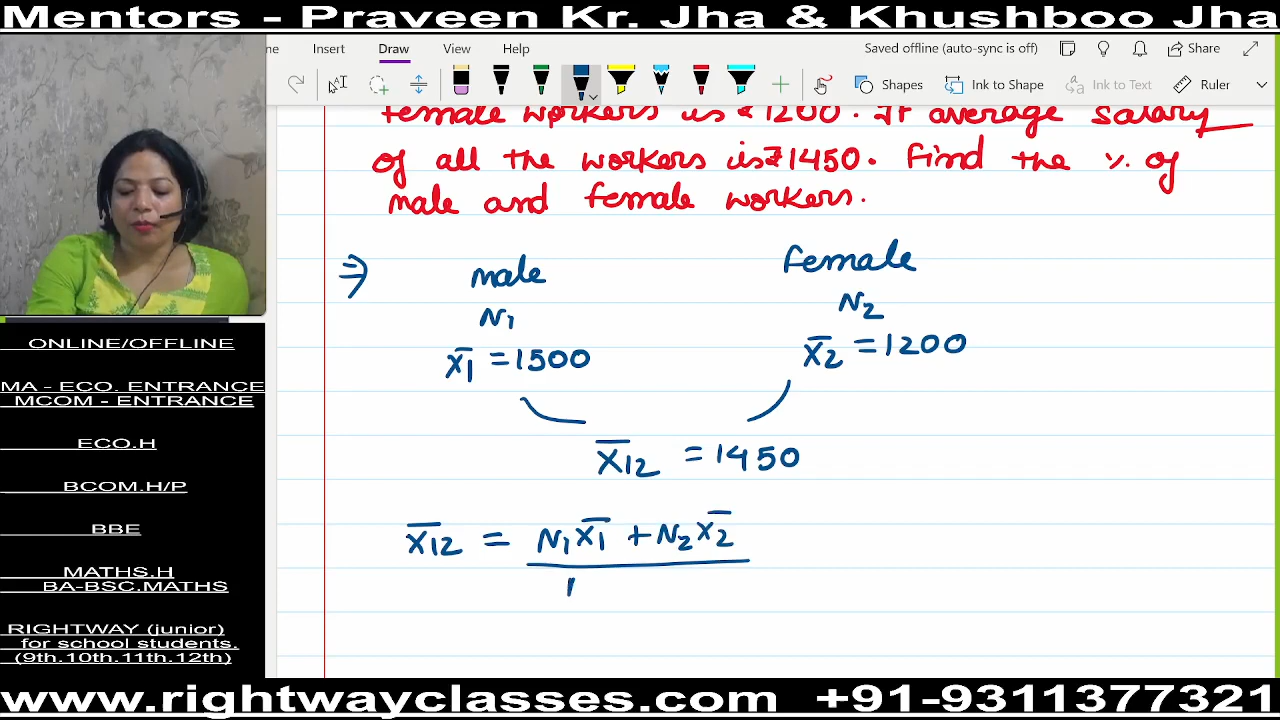 Mentors - Praveen Kr. Jha & Khushboo Jha
Insert Draw View Help
Saved offline (auto-sync is off)
Share
Shapes
Ink to Shape
Ink to Text
Ruler
female workers is ₹1200. If average salary
of all the workers is ₹1450. Find the % of
male and female workers.
⇒ male female
N1 N2
X̄1 = 1500 X̄2 = 1200
X̄12 = 1450
X̄12 = N1X̄1 + N2X̄2
ONLINE/OFFLINE
MA - ECO. ENTRANCE
MCOM - ENTRANCE
ECO.H
BCOM.H/P
BBE
MATHS.H
BA-BSC.MATHS
RIGHTWAY (junior)
for school students.
(9th.10th.11th.12th)
www.rightwayclasses.com +91-9311377321